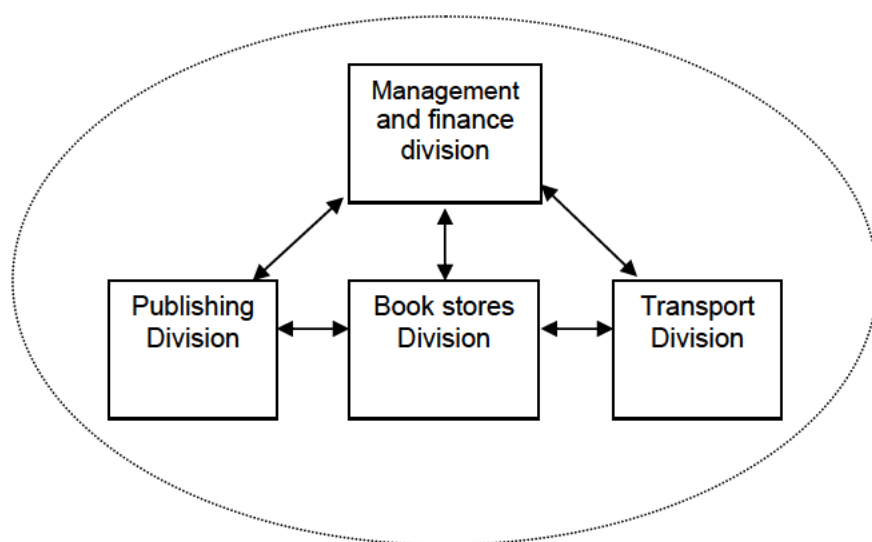 Management
and finance
division
Publishing
Division
Book stores
Division
Transport
Division